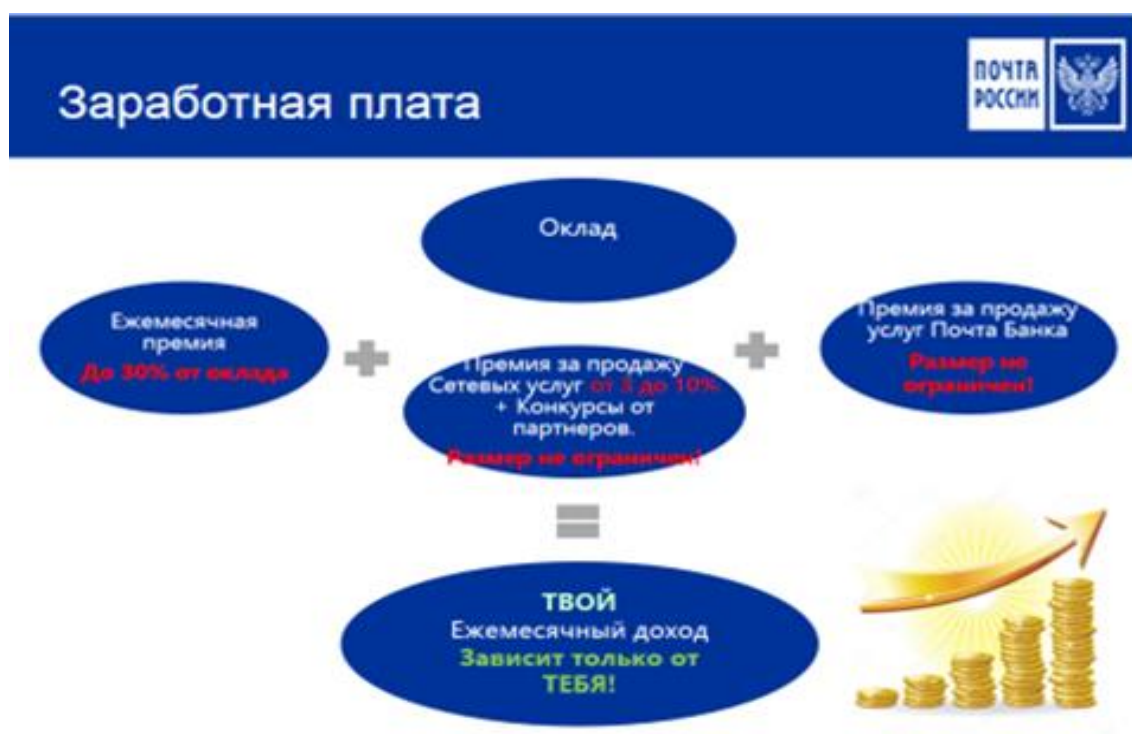 Заработная плата
ПОЧТА
РОССИИ
Оклад
Ежемесячная
премия
До 30% от оклада
Премия за продажу
Сетевых услуг от 3 до 10%
+ Конкурсы от
партнеров.
Размер не ограничен!
Премия за продажу
услуг Почта Банка
Размер не
ограничен!
ТВОЙ
Ежемесячный доход
Зависит только от
ТЕБЯ!